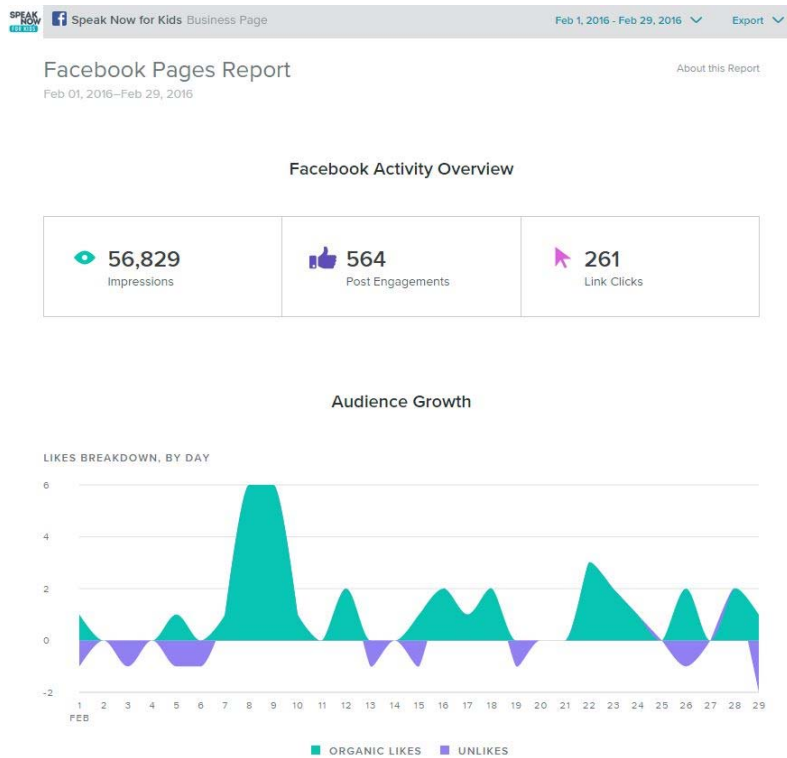 SPEAK
NOW
FOR KIDS
Speak Now for Kids Business Page
Feb 1, 2016 - Feb 29, 2016
Export
Facebook Pages Report
About this Report
Feb 01, 2016–Feb 29, 2016
Facebook Activity Overview
56,829
Impressions
564
Post Engagements
261
Link Clicks
Audience Growth
LIKES BREAKDOWN, BY DAY
6
4
2
0
-2
1 2 3 4 5 6 7 8 9 10 11 12 13 14 15 16 17 18 19 20 21 22 23 24 25 26 27 28 29
FEB
ORGANIC LIKES UNLIKES